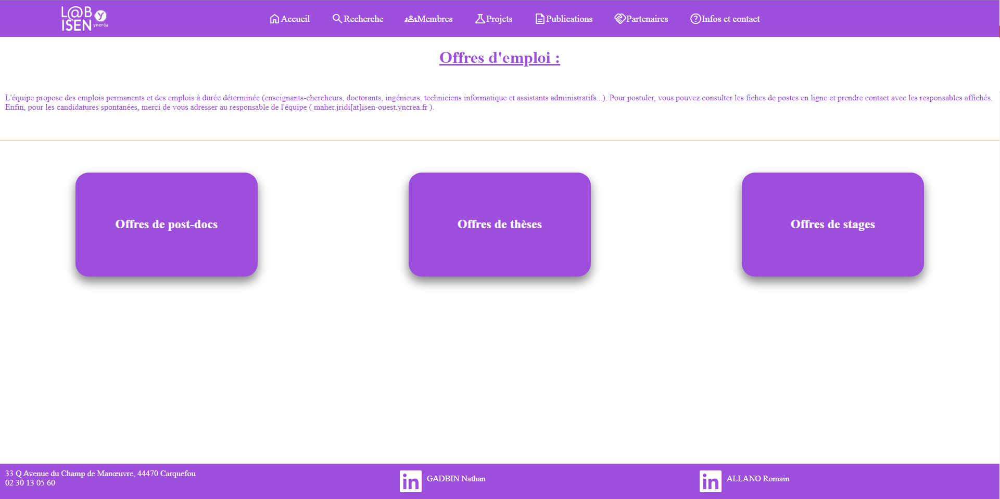 L@B
ISEN
y
yncréa
Accueil
Recherche
Membres
Projets
Publications
Partenaires
Infos et contact
Offres d'emploi :
L'équipe propose des emplois permanents et des emplois à durée déterminée (enseignants-chercheurs, doctorants, ingénieurs, techniciens informatique et assistants administratifs...). Pour postuler, vous pouvez consulter les fiches de postes en ligne et prendre contact avec les responsables affichés.
Enfin, pour les candidatures spontanées, merci de vous adresser au responsable de l'équipe ( maher.jridi[at]isen-ouest.yncrea.fr ).
Offres de post-docs
Offres de thèses
Offres de stages
33 Q Avenue du Champ de Manœuvre, 44470 Carquefou
02 30 13 05 60
in
GADBIN Nathan
in
ALLANO Romain